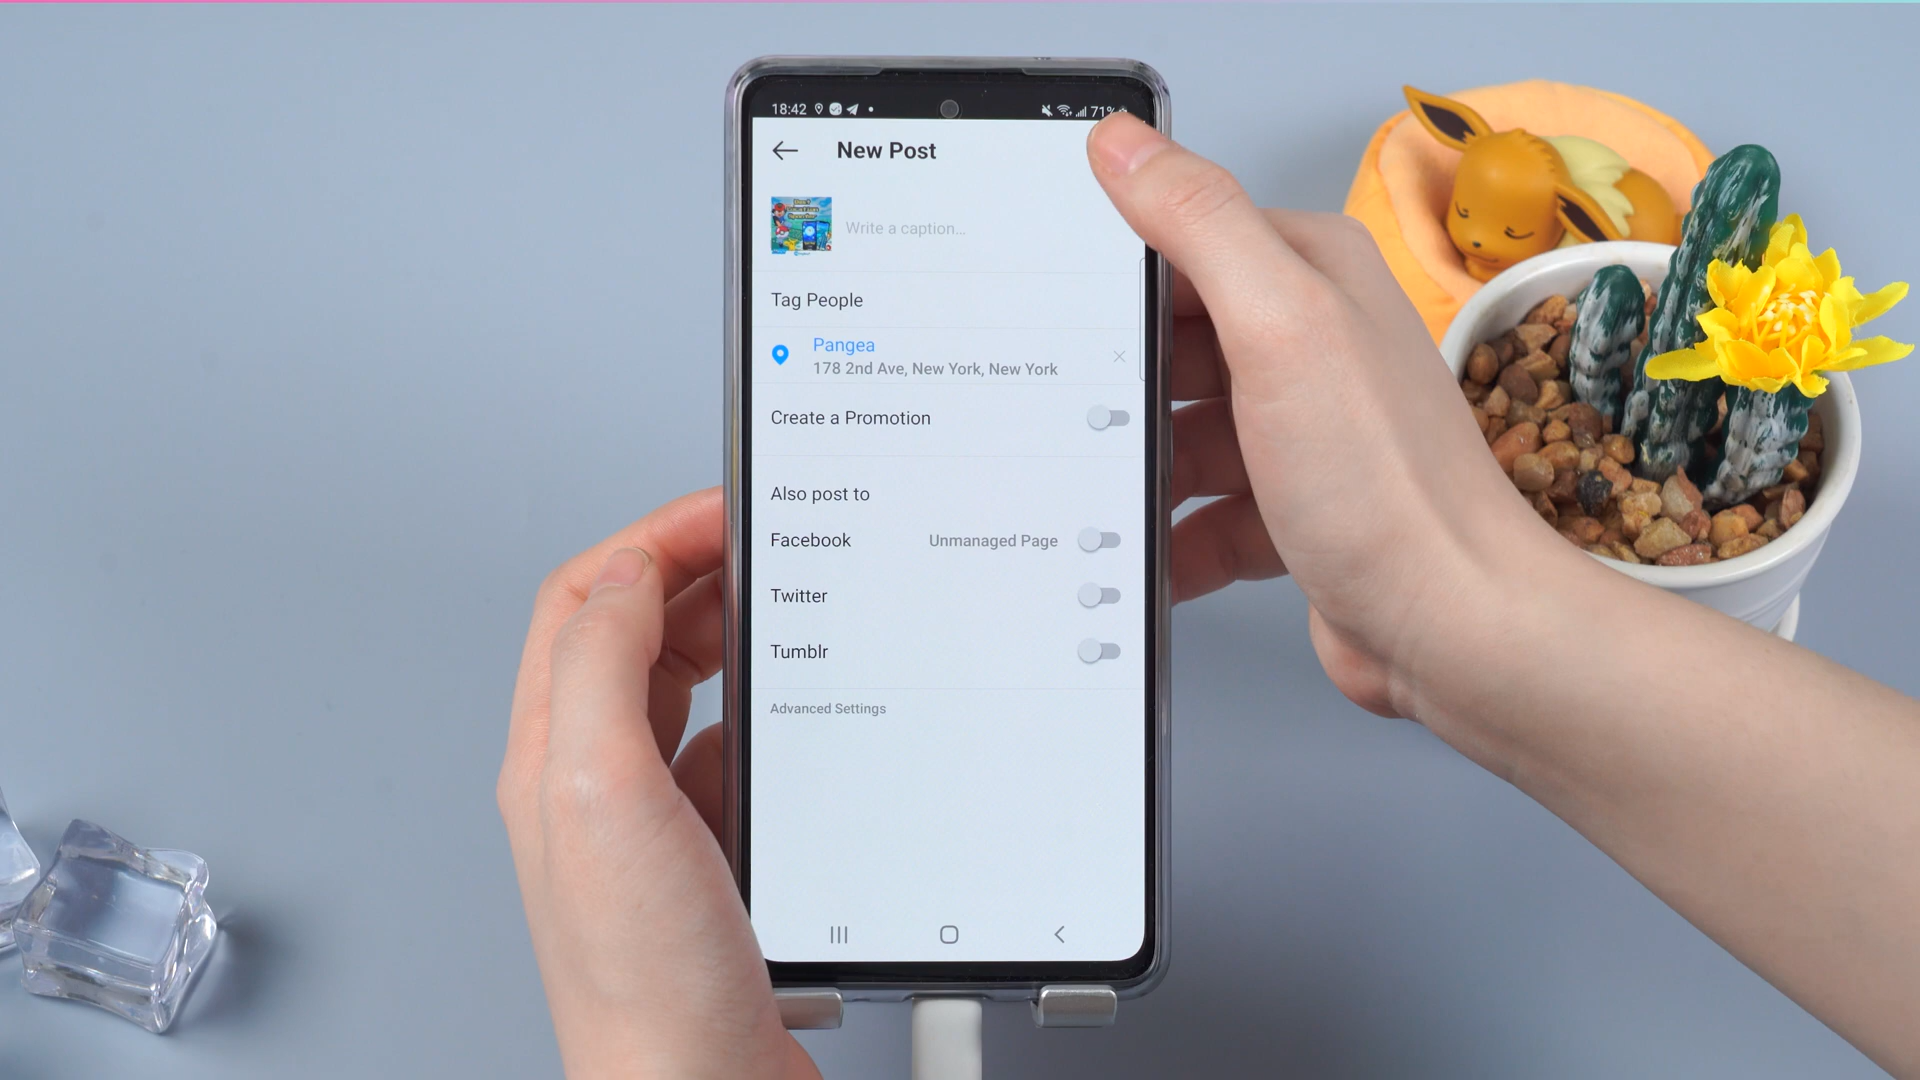 18:42
71%
New Post
Write a caption...
Tag People
Pangea
178 2nd Ave, New York, New York
Create a Promotion
Also post to
Facebook
Unmanaged Page
Twitter
Tumblr
Advanced Settings